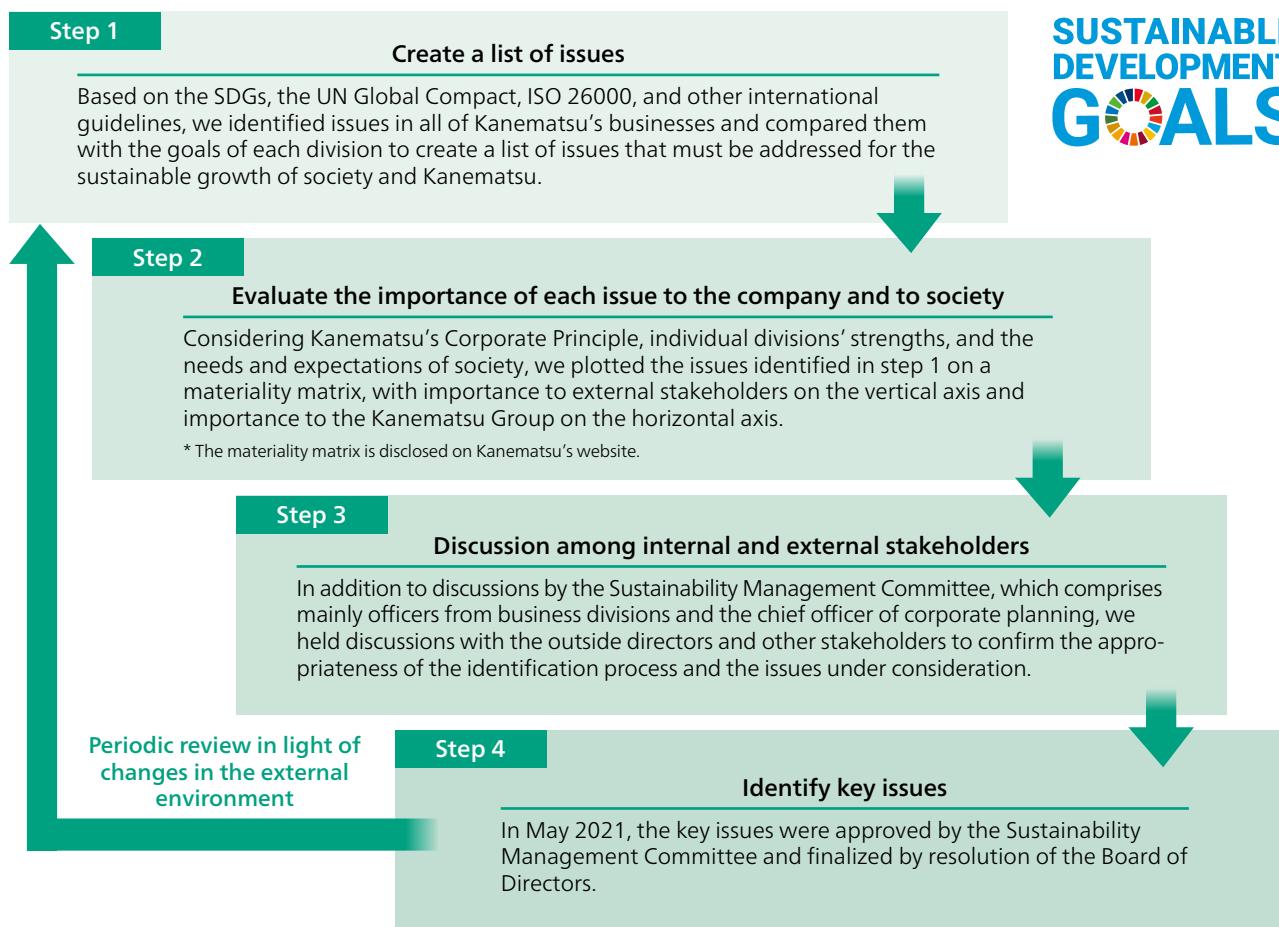 Step 1
Create a list of issues
Based on the SDGs, the UN Global Compact, ISO 26000, and other international
guidelines, we identified issues in all of Kanematsu's businesses and compared them
with the goals of each division to create a list of issues that must be addressed for the
sustainable growth of society and Kanematsu.
SUSTAINABL
DEVELOPMEN
GOALS
Step 2
Evaluate the importance of each issue to the company and to society
Considering Kanematsu's Corporate Principle, individual divisions' strengths, and the
needs and expectations of society, we plotted the issues identified in step 1 on a
materiality matrix, with importance to external stakeholders on the vertical axis and
importance to the Kanematsu Group on the horizontal axis.
* The materiality matrix is disclosed on Kanematsu's website.
Step 3
Discussion among internal and external stakeholders
In addition to discussions by the Sustainability Management Committee, which comprises
mainly officers from business divisions and the chief officer of corporate planning, we
held discussions with the outside directors and other stakeholders to confirm the appro-
priateness of the identification process and the issues under consideration.
Periodic review in light of
changes in the external
environment
Step 4
Identify key issues
In May 2021, the key issues were approved by the Sustainability
Management Committee and finalized by resolution of the Board of
Directors.